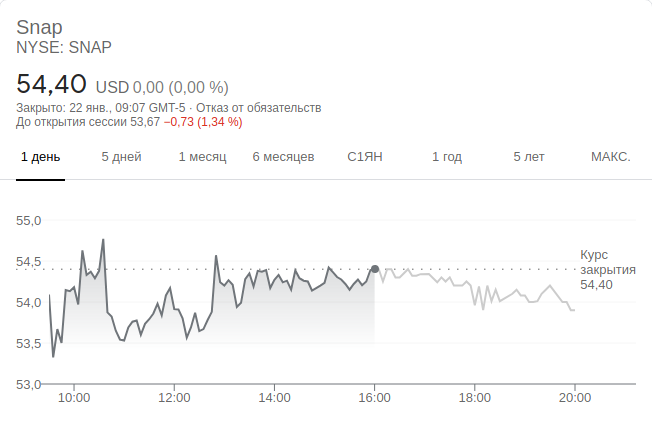 Snap
NYSE: SNAP
54,40 USD 0,00 (0,00 %)
Закрыто: 22 янв., 09:07 GMT-5 · Отказ от обязательств
До открытия сессии 53,67 −0,73 (1,34 %)
1 день 5 дней 1 месяц 6 месяцев С1ЯН 1 год 5 лет МАКС.
55,0
54,5
54,0
53,5
53,0
Курс
закрытия
54,40
10:00 12:00 14:00 16:00 18:00 20:00